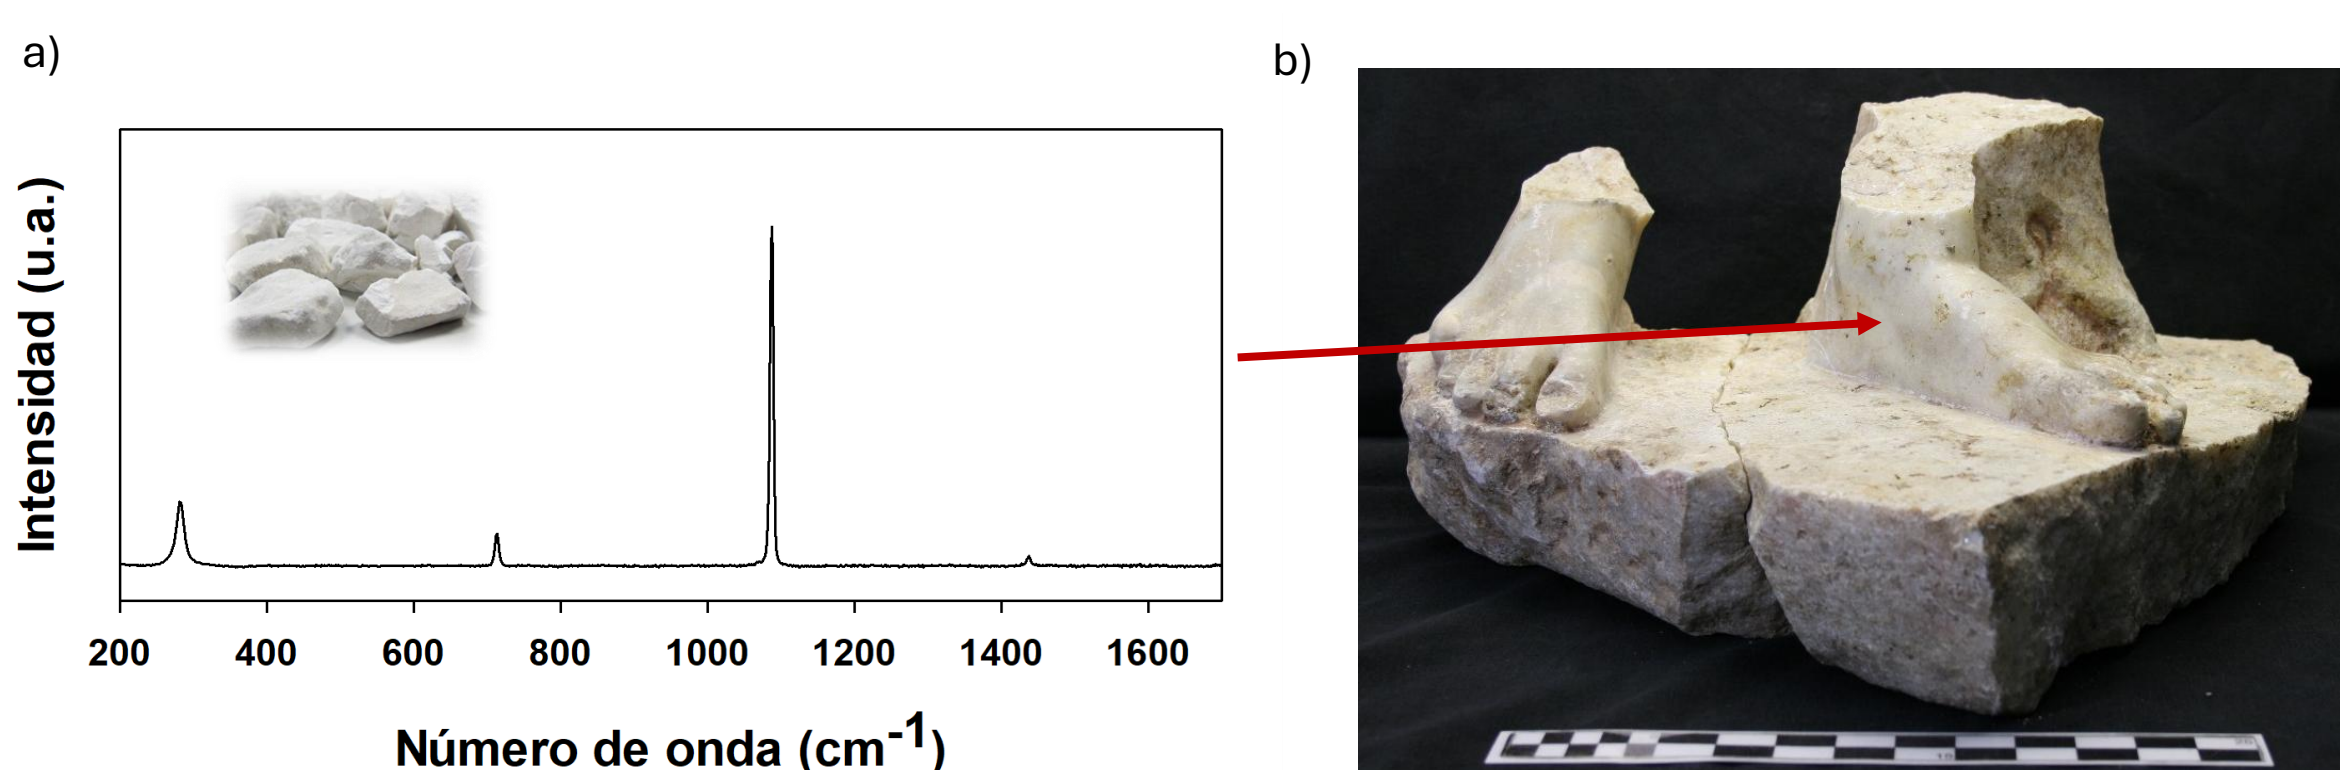 a)
b)
Intensidad (u.a.)
200 400 600 800 1000 1200 1400 1600
Número de onda (cm-1)